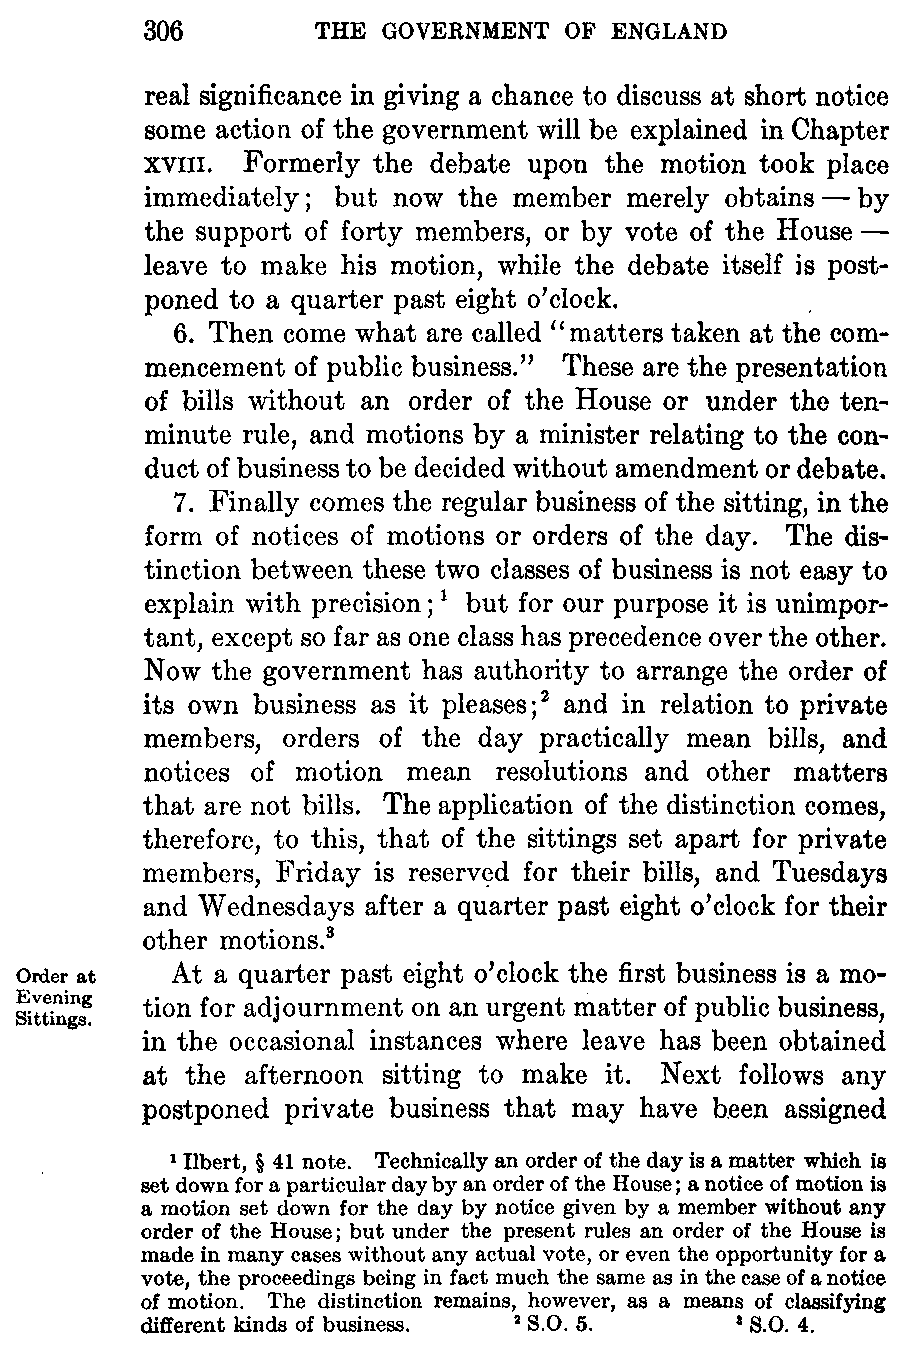 306 THE GOVERNMENT OF ENGLAND
real significance in giving a chance to discuss at short notice
some action of the government will be explained in Chapter
XVIII. Formerly the debate upon the motion took place
immediately; but now the member merely obtains — by
the support of forty members, or by vote of the House —
leave to make his motion, while the debate itself is post-
poned to a quarter past eight o'clock.
6. Then come what are called "matters taken at the com-
mencement of public business." These are the presentation
of bills without an order of the House or under the ten-
minute rule, and motions by a minister relating to the con-
duct of business to be decided without amendment or debate.
7. Finally comes the regular business of the sitting, in the
form of notices of motions or orders of the day. The dis-
tinction between these two classes of business is not easy to
explain with precision;¹ but for our purpose it is unimpor-
tant, except so far as one class has precedence over the other.
Now the government has authority to arrange the order of
its own business as it pleases;² and in relation to private
members, orders of the day practically mean bills, and
notices of motion mean resolutions and other matters
that are not bills. The application of the distinction comes,
therefore, to this, that of the sittings set apart for private
members, Friday is reserved for their bills, and Tuesdays
and Wednesdays after a quarter past eight o'clock for their
other motions.³
Order at
Evening
Sittings.
At a quarter past eight o'clock the first business is a mo-
tion for adjournment on an urgent matter of public business,
in the occasional instances where leave has been obtained
at the afternoon sitting to make it. Next follows any
postponed private business that may have been assigned
¹ Ilbert, § 41 note. Technically an order of the day is a matter which is
set down for a particular day by an order of the House; a notice of motion is
a motion set down for the day by notice given by a member without any
order of the House; but under the present rules an order of the House is
made in many cases without any actual vote, or even the opportunity for a
vote, the proceedings being in fact much the same as in the case of a notice
of motion. The distinction remains, however, as a means of classifying
different kinds of business. ² S.O. 5. ³ S.O. 4.